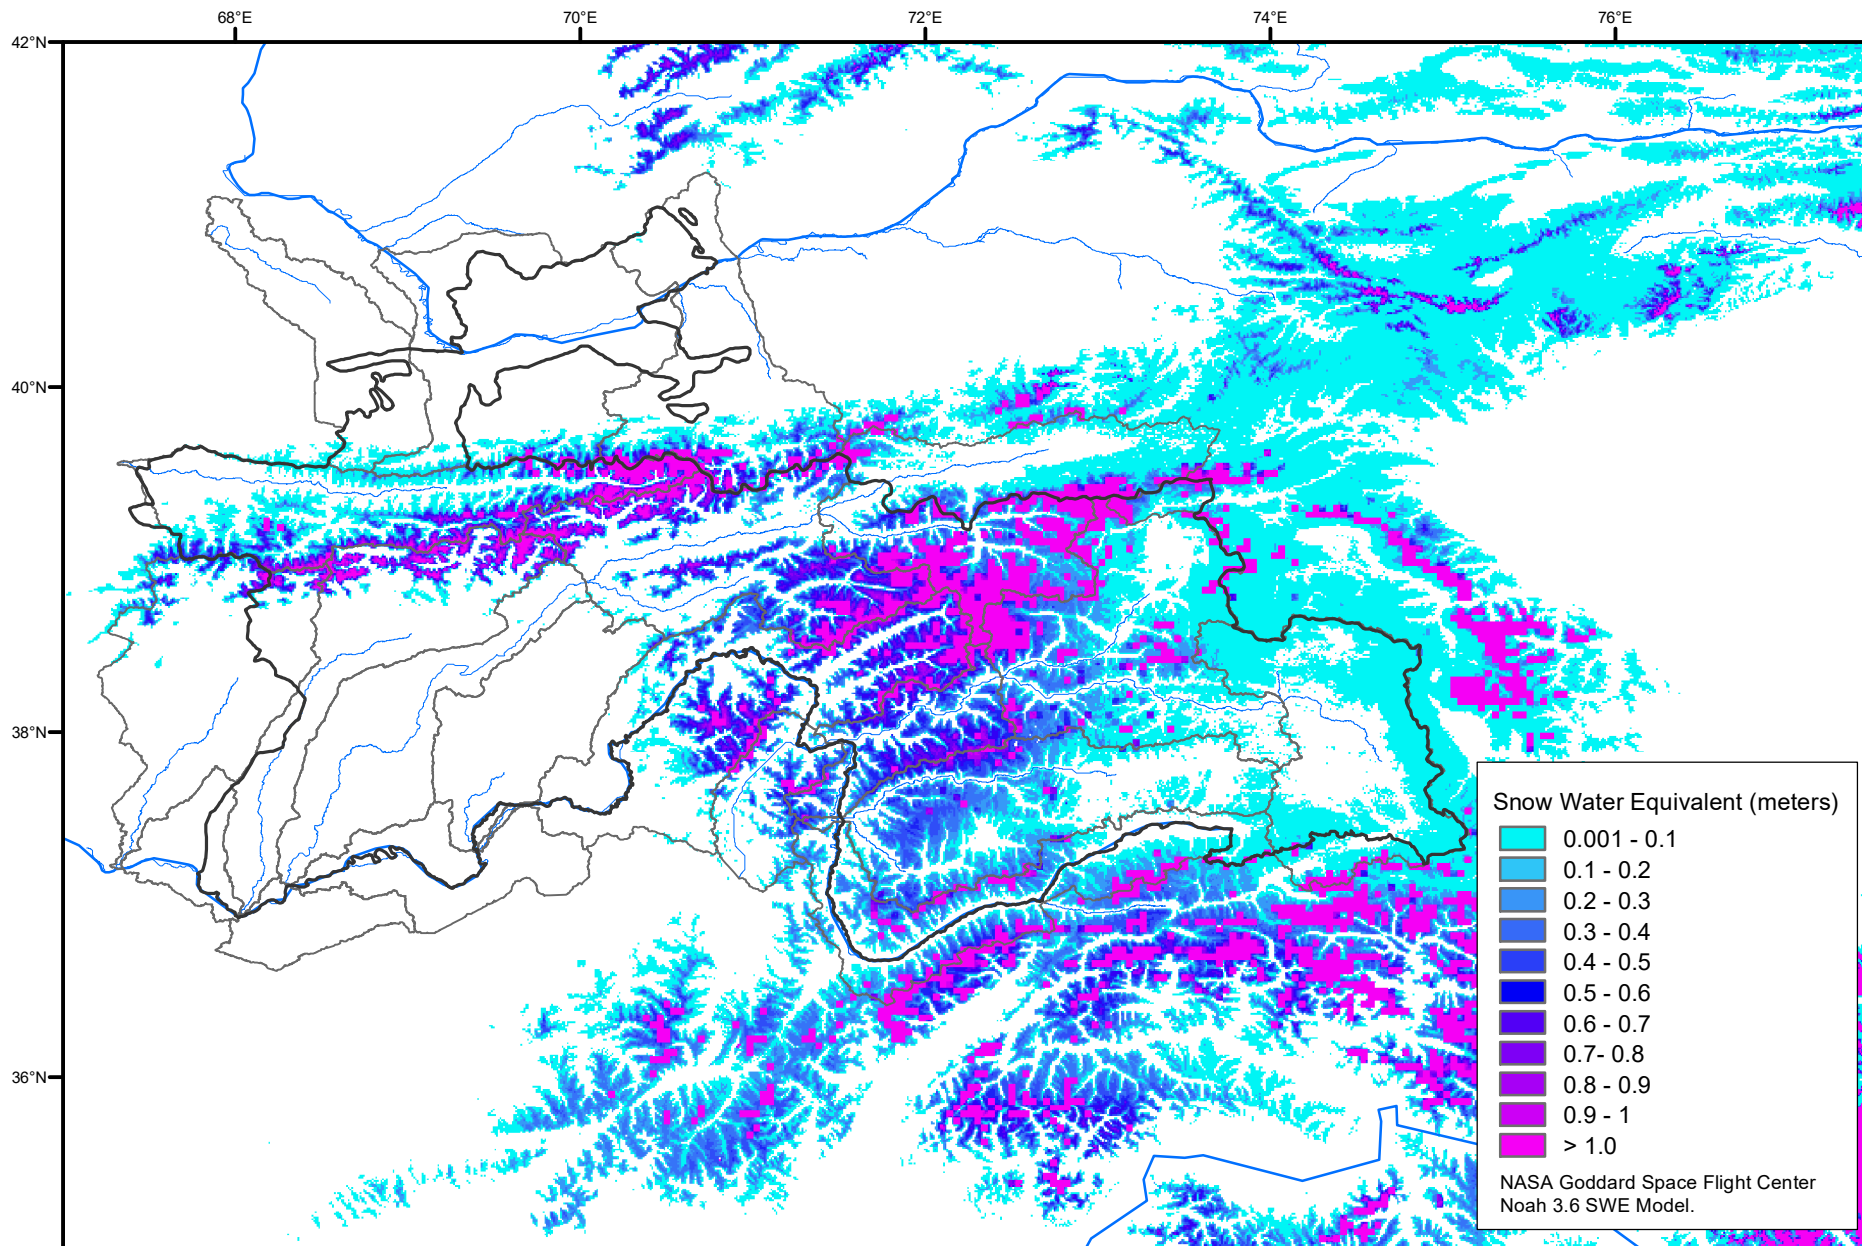 68°E 70°E 72°E 74°E 76°E
42°N
40°N
38°N
36°N
Snow Water Equivalent (meters)
0.001 - 0.1
0.1 - 0.2
0.2 - 0.3
0.3 - 0.4
0.4 - 0.5
0.5 - 0.6
0.6 - 0.7
0.7- 0.8
0.8 - 0.9
0.9 - 1
> 1.0
NASA Goddard Space Flight Center
Noah 3.6 SWE Model.